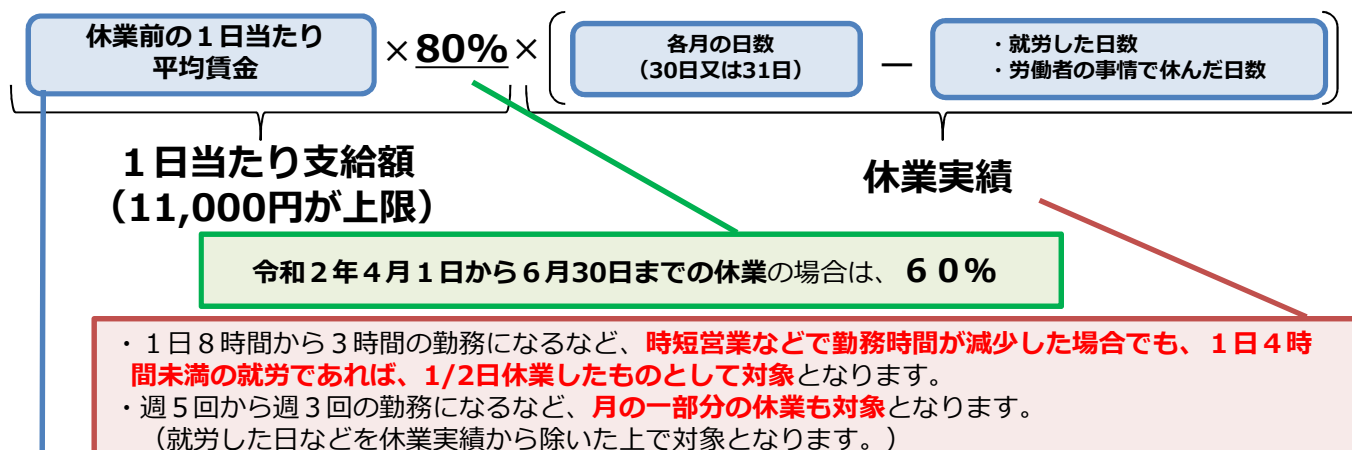 休業前の１日当たり
平均賃金
×80%×
各月の日数
（30日又は31日）
－
・就労した日数
・労働者の事情で休んだ日数
１日当たり支給額
（11,000円が上限）
休業実績
令和２年４月１日から６月30日までの休業の場合は、６０%
・１日８時間から３時間の勤務になるなど、時短営業などで勤務時間が減少した場合でも、１日４時
間未満の就労であれば、1/2日休業したものとして対象となります。
・週５回から週３回の勤務になるなど、月の一部分の休業も対象となります。
（就労した日などを休業実績から除いた上で対象となります。）